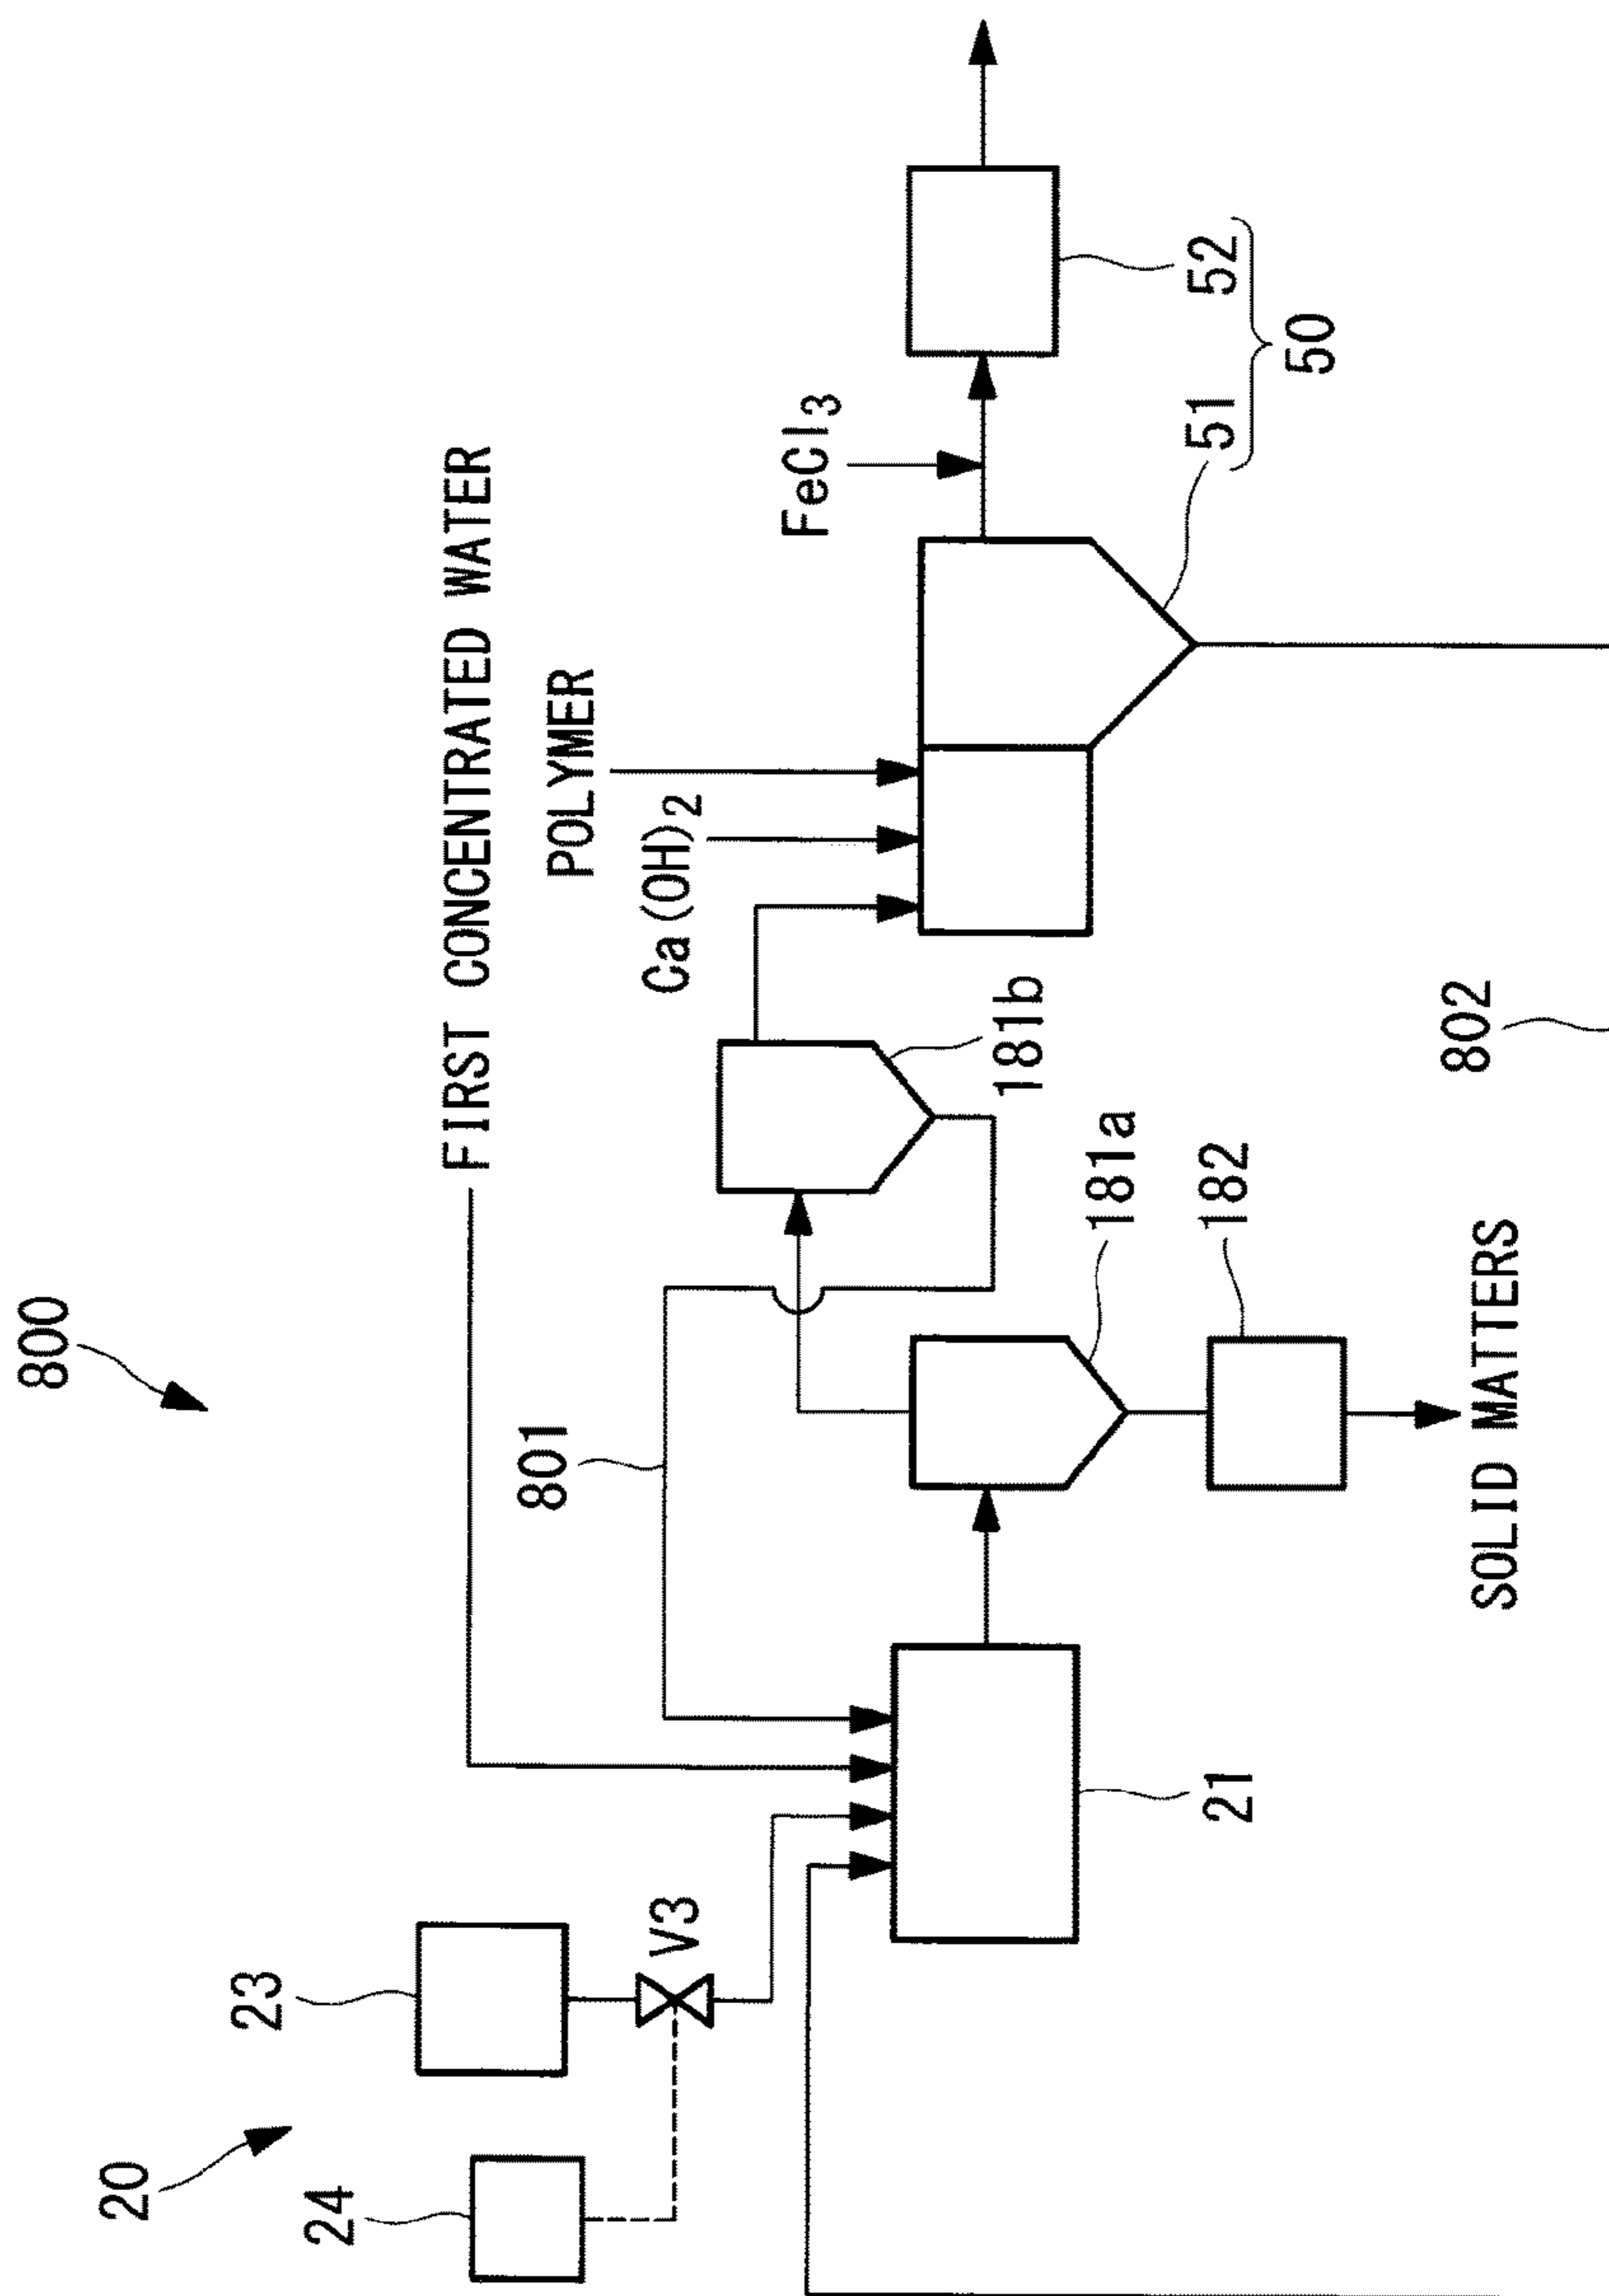 800
20
24
23
V3
FIRST CONCENTRATED WATER
801
POLYMER
Ca(OH)2
FeCl3
181b
181a
182
21
SOLID MATTERS
51
52
50
802